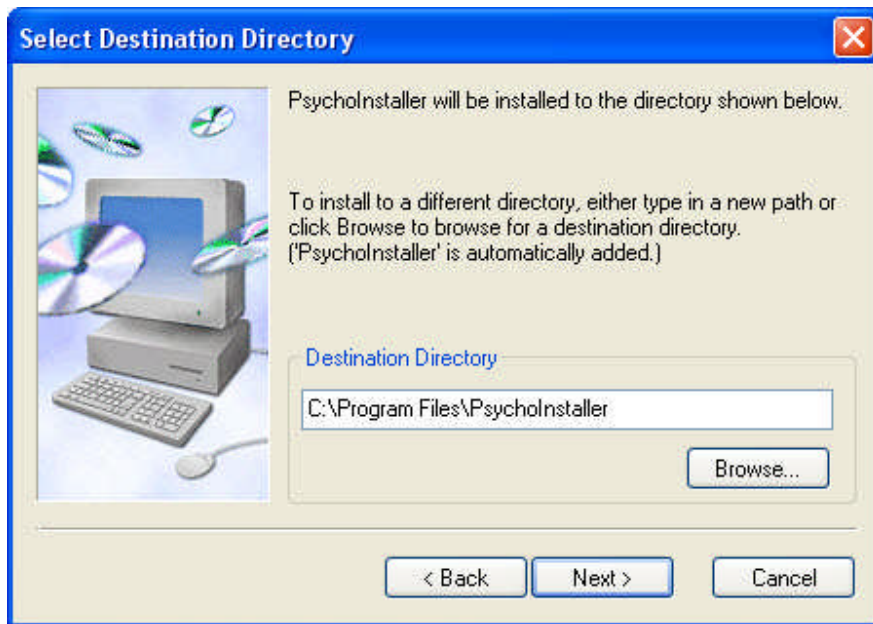 Select Destination Directory
PsychoInstaller will be installed to the directory shown below.
To install to a different directory, either type in a new path or
click Browse to browse for a destination directory.
('PsychoInstaller' is automatically added.)
Destination Directory
C:\Program Files\PsychoInstaller
Browse...
< Back Next > Cancel